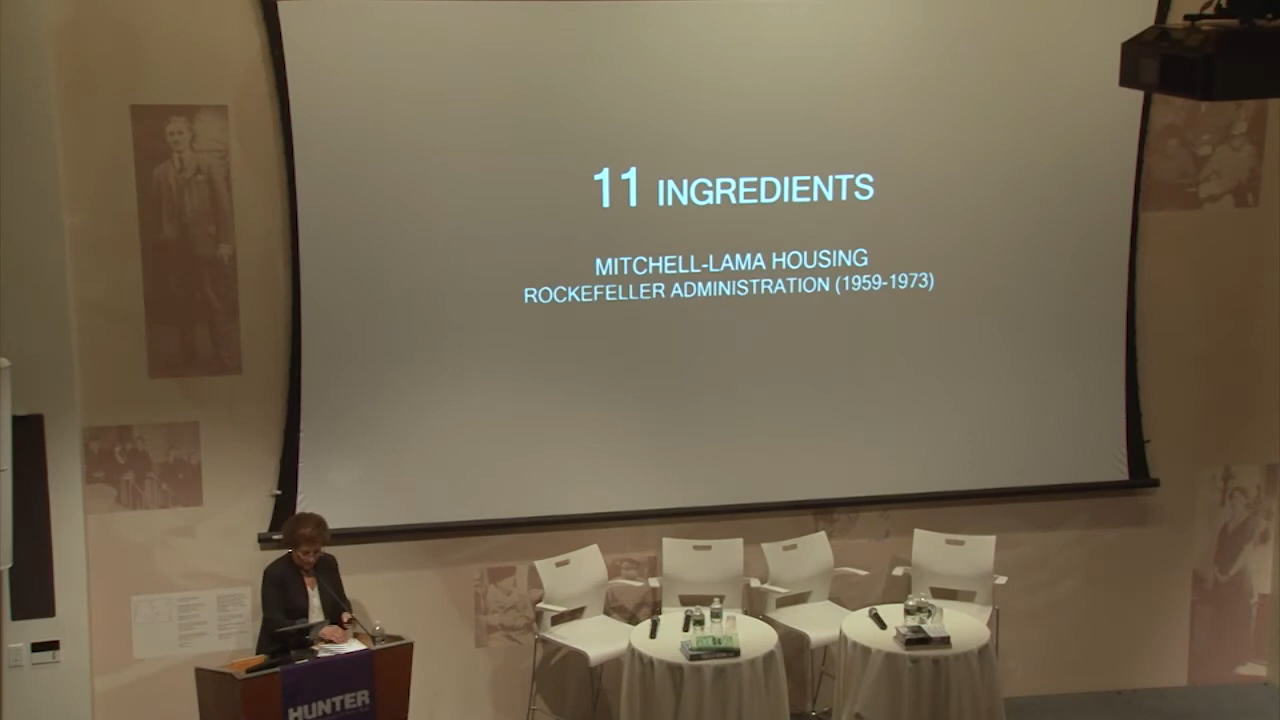 11 INGREDIENTS
MITCHELL-LAMA HOUSING
ROCKEFELLER ADMINISTRATION (1959-1973)
HUNTER